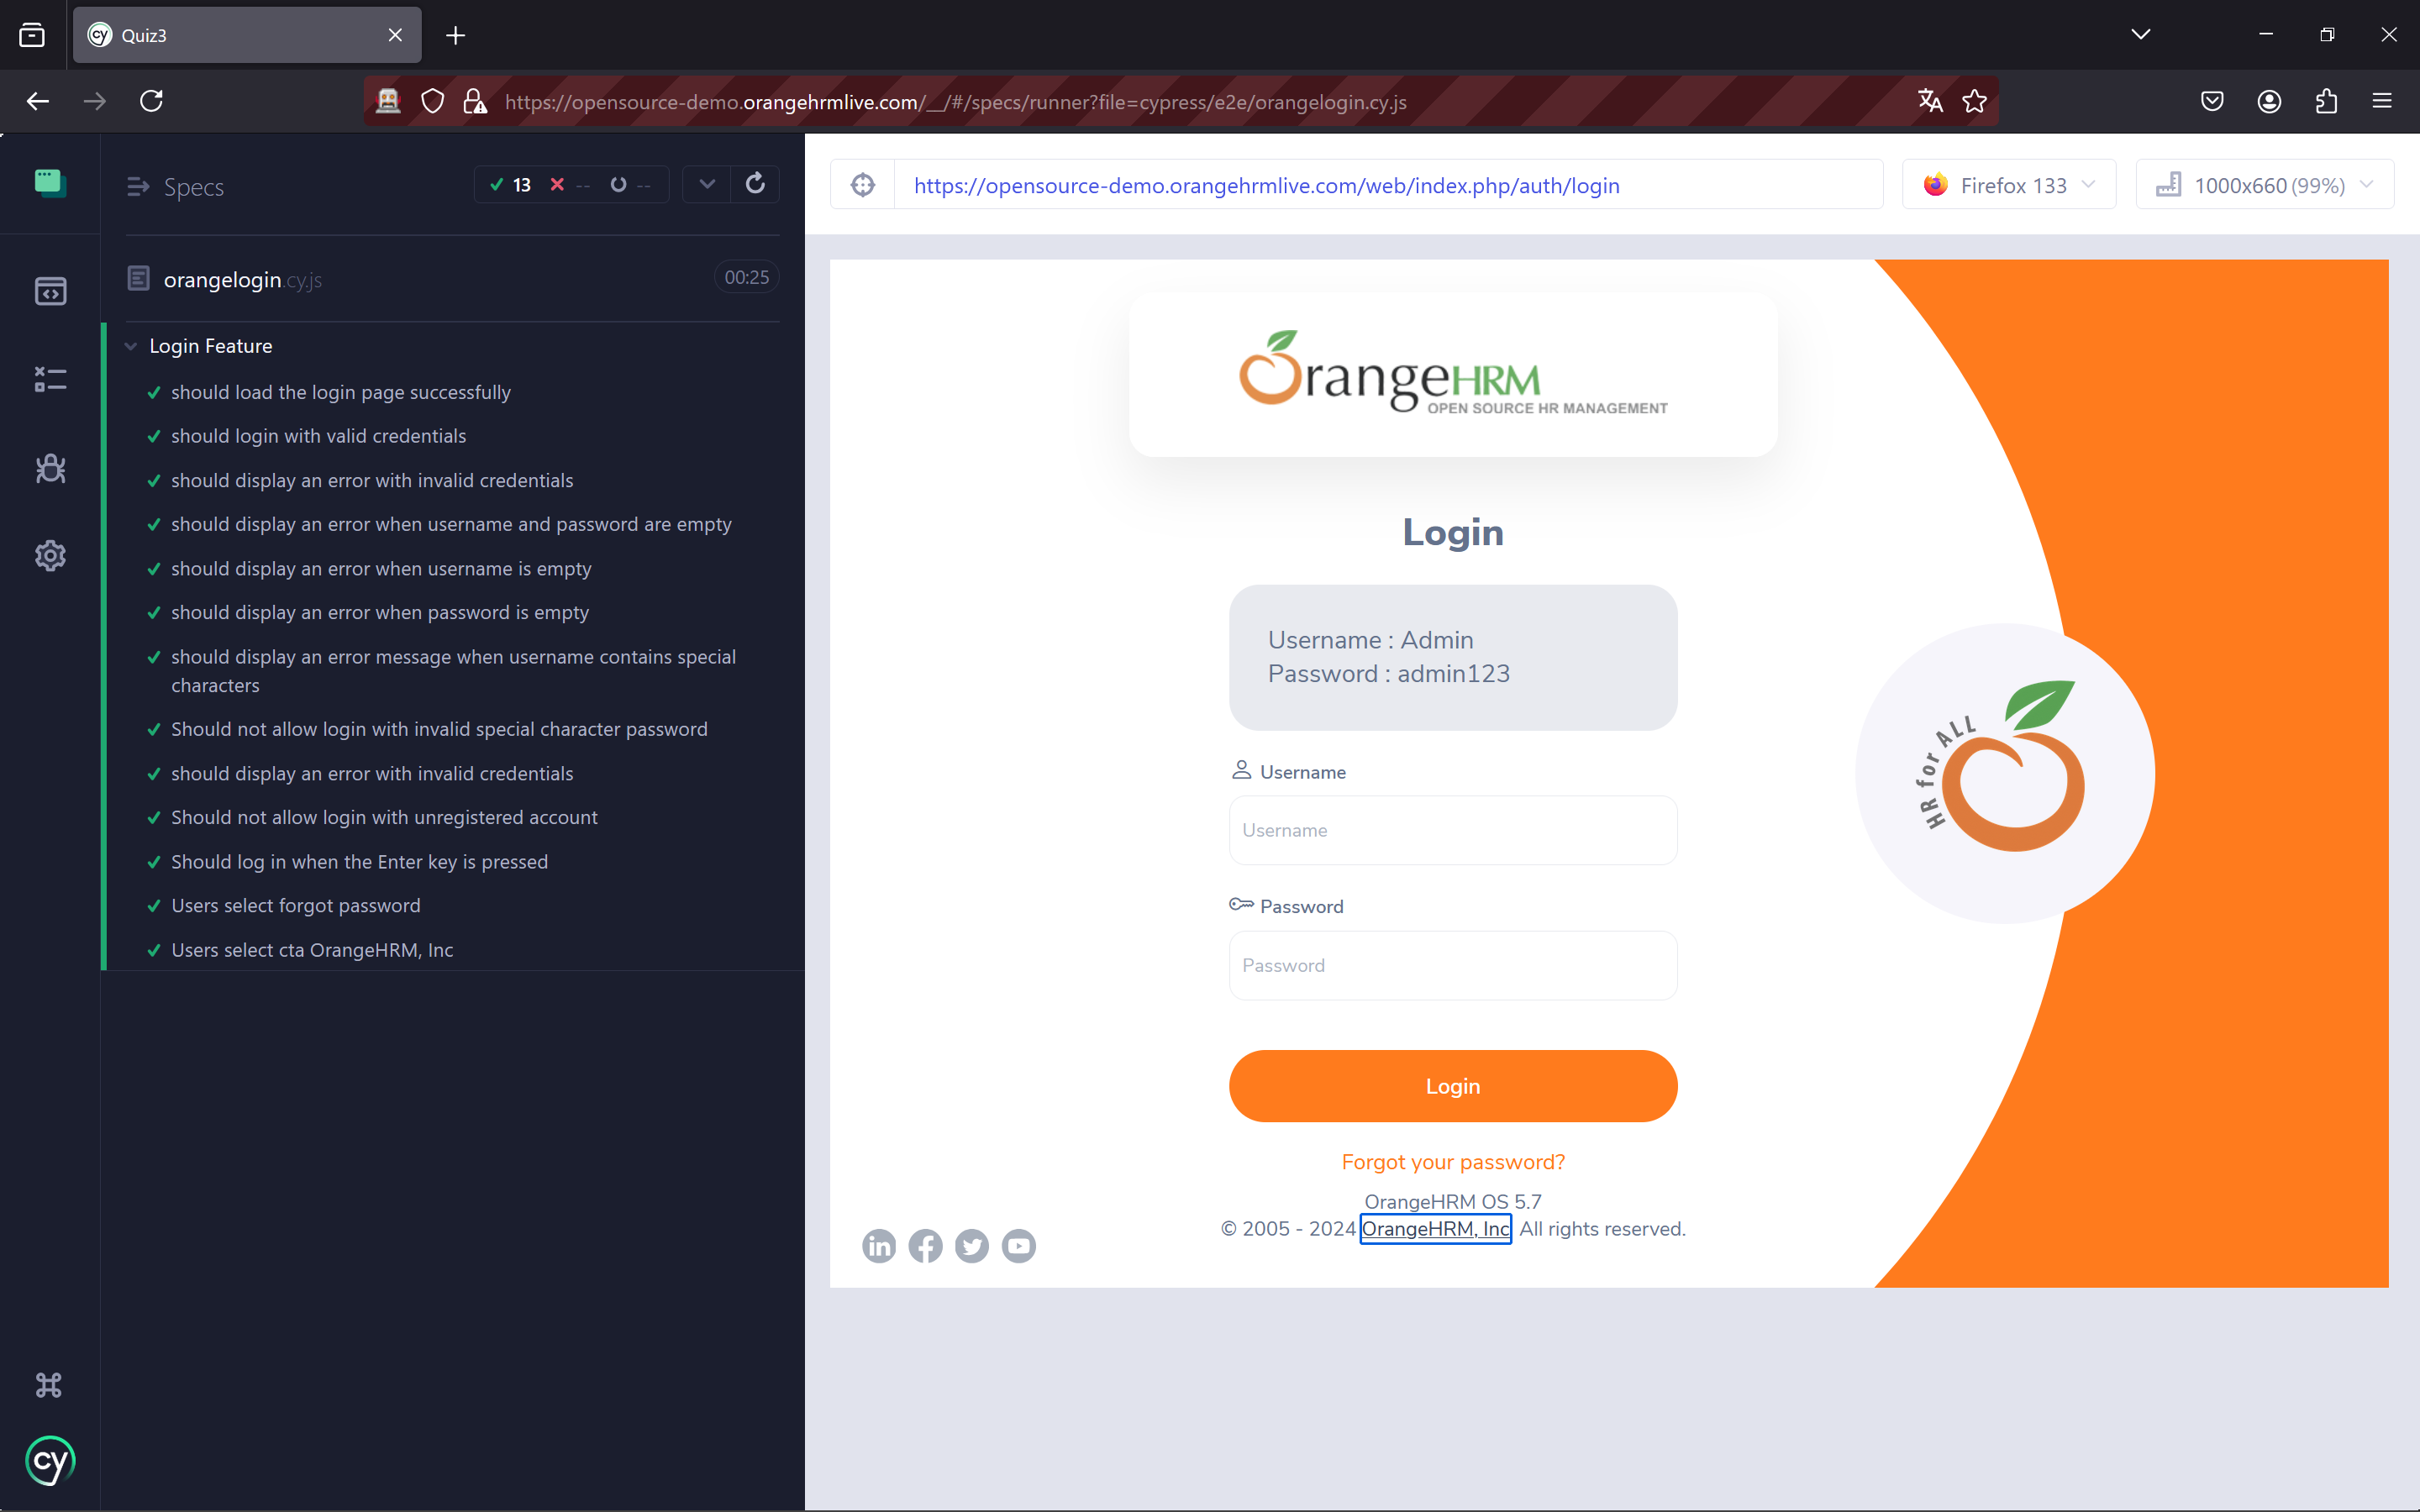 Quiz3
https://opensource-demo.orangehrmlive.com/__/#/specs/runner?file=cypress/e2e/orangelogin.cy.js
Specs
13 -- --
orangelogin.cy.js
00:25
Login Feature
should load the login page successfully
should login with valid credentials
should display an error with invalid credentials
should display an error when username and password are empty
should display an error when username is empty
should display an error when password is empty
should display an error message when username contains special
characters
Should not allow login with invalid special character password
should display an error with invalid credentials
Should not allow login with unregistered account
Should log in when the Enter key is pressed
Users select forgot password
Users select cta OrangeHRM, Inc
cy
https://opensource-demo.orangehrmlive.com/web/index.php/auth/login
Firefox 133
1000x660 (99%)
OrangeHRM
OPEN SOURCE HR MANAGEMENT
Login
Username : Admin
Password : admin123
Username
Username
Password
Password
Login
Forgot your password?
OrangeHRM OS 5.7
© 2005 - 2024 OrangeHRM, Inc All rights reserved.
HR for ALL